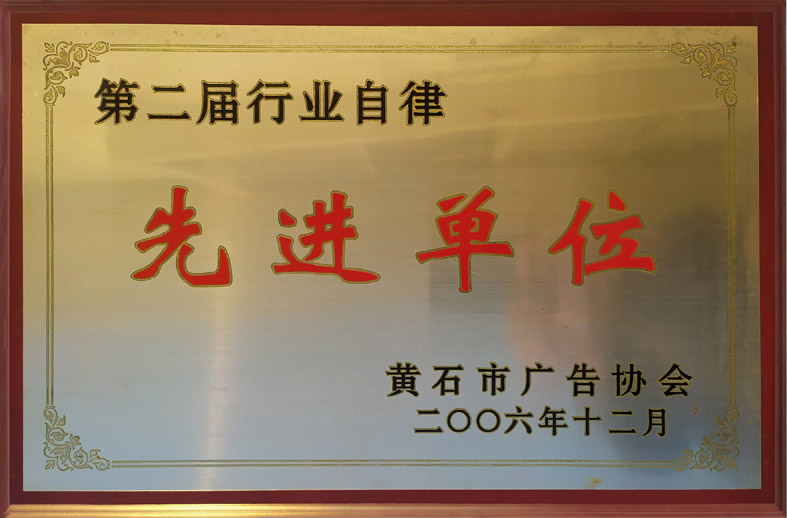 第二届行业自律
先进单位
黄石市广告协会
二〇〇六年十二月